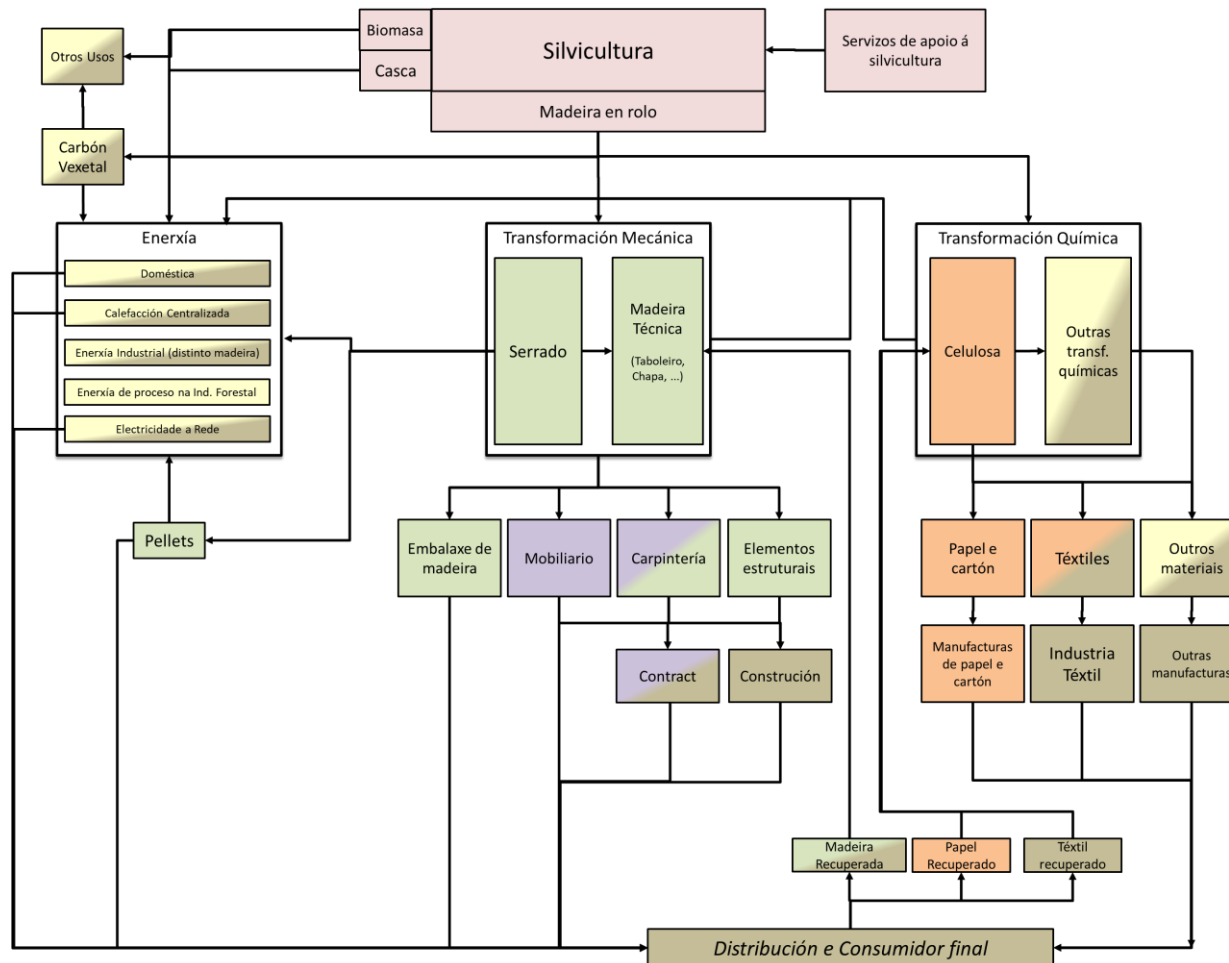 Biomasa
Silvicultura
Servizos de apoio á
silvicultura
Otros Usos
Casca
Madeira en rolo
Carbón
Vexetal
Enerxía
Transformación Mecánica
Transformación Química
Doméstica
Calefacción Centralizada
Enerxía Industrial (distinto madeira)
Enerxía de proceso na Ind. Forestal
Electricidade a Rede
Serrado
Madeira
Técnica
(Taboleiro,
Chapa, ...)
Celulosa
Outras
transf.
químicas
Pellets
Embalaxe de
madeira
Mobiliario
Carpintería
Elementos
estruturais
Papel e
cartón
Téxtiles
Outros
materiais
Contract
Construción
Manufacturas
de papel e
cartón
Industria
Téxtil
Outras
manufacturas
Madeira
Recuperada
Papel
Recuperado
Téxtil
recuperado
Distribución e Consumidor final